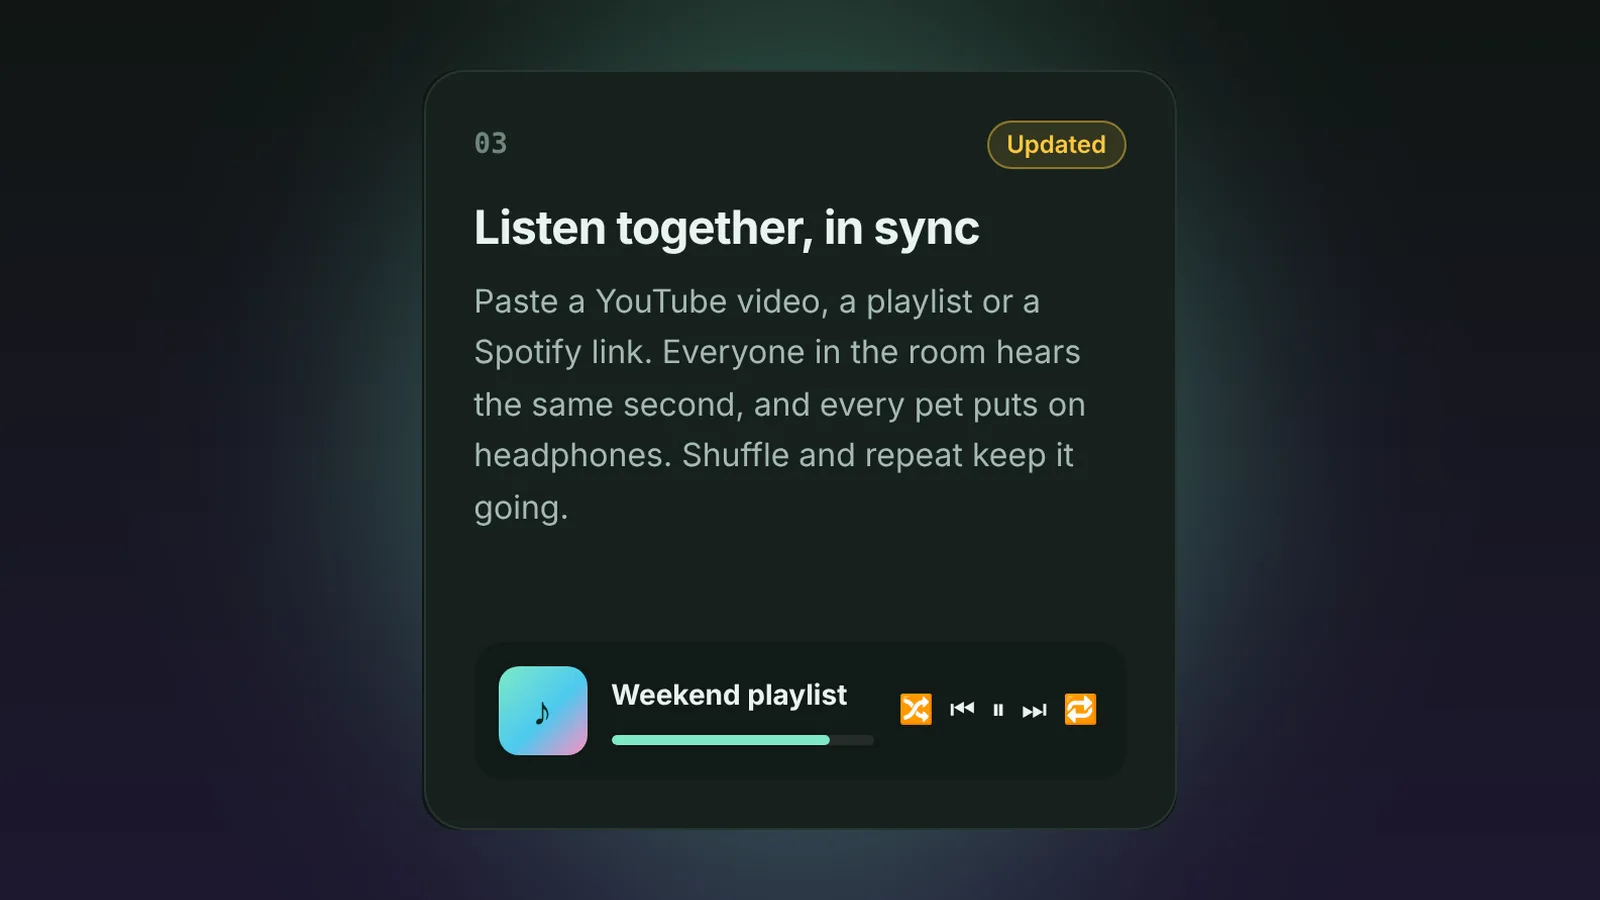 03
Updated
Listen together, in sync
Paste a YouTube video, a playlist or a
Spotify link. Everyone in the room hears
the same second, and every pet puts on
headphones. Shuffle and repeat keep it
going.
Weekend playlist